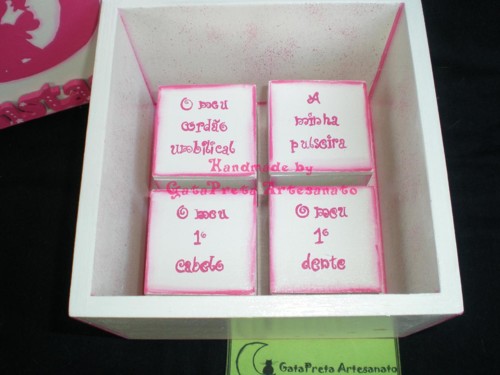 O meu
cordão
umbilical
A
minha
pulseira
Handmade by
GataPreta Artesanato
O meu
1º
cabelo
O meu
1º
dente
GataPreta Artesanato